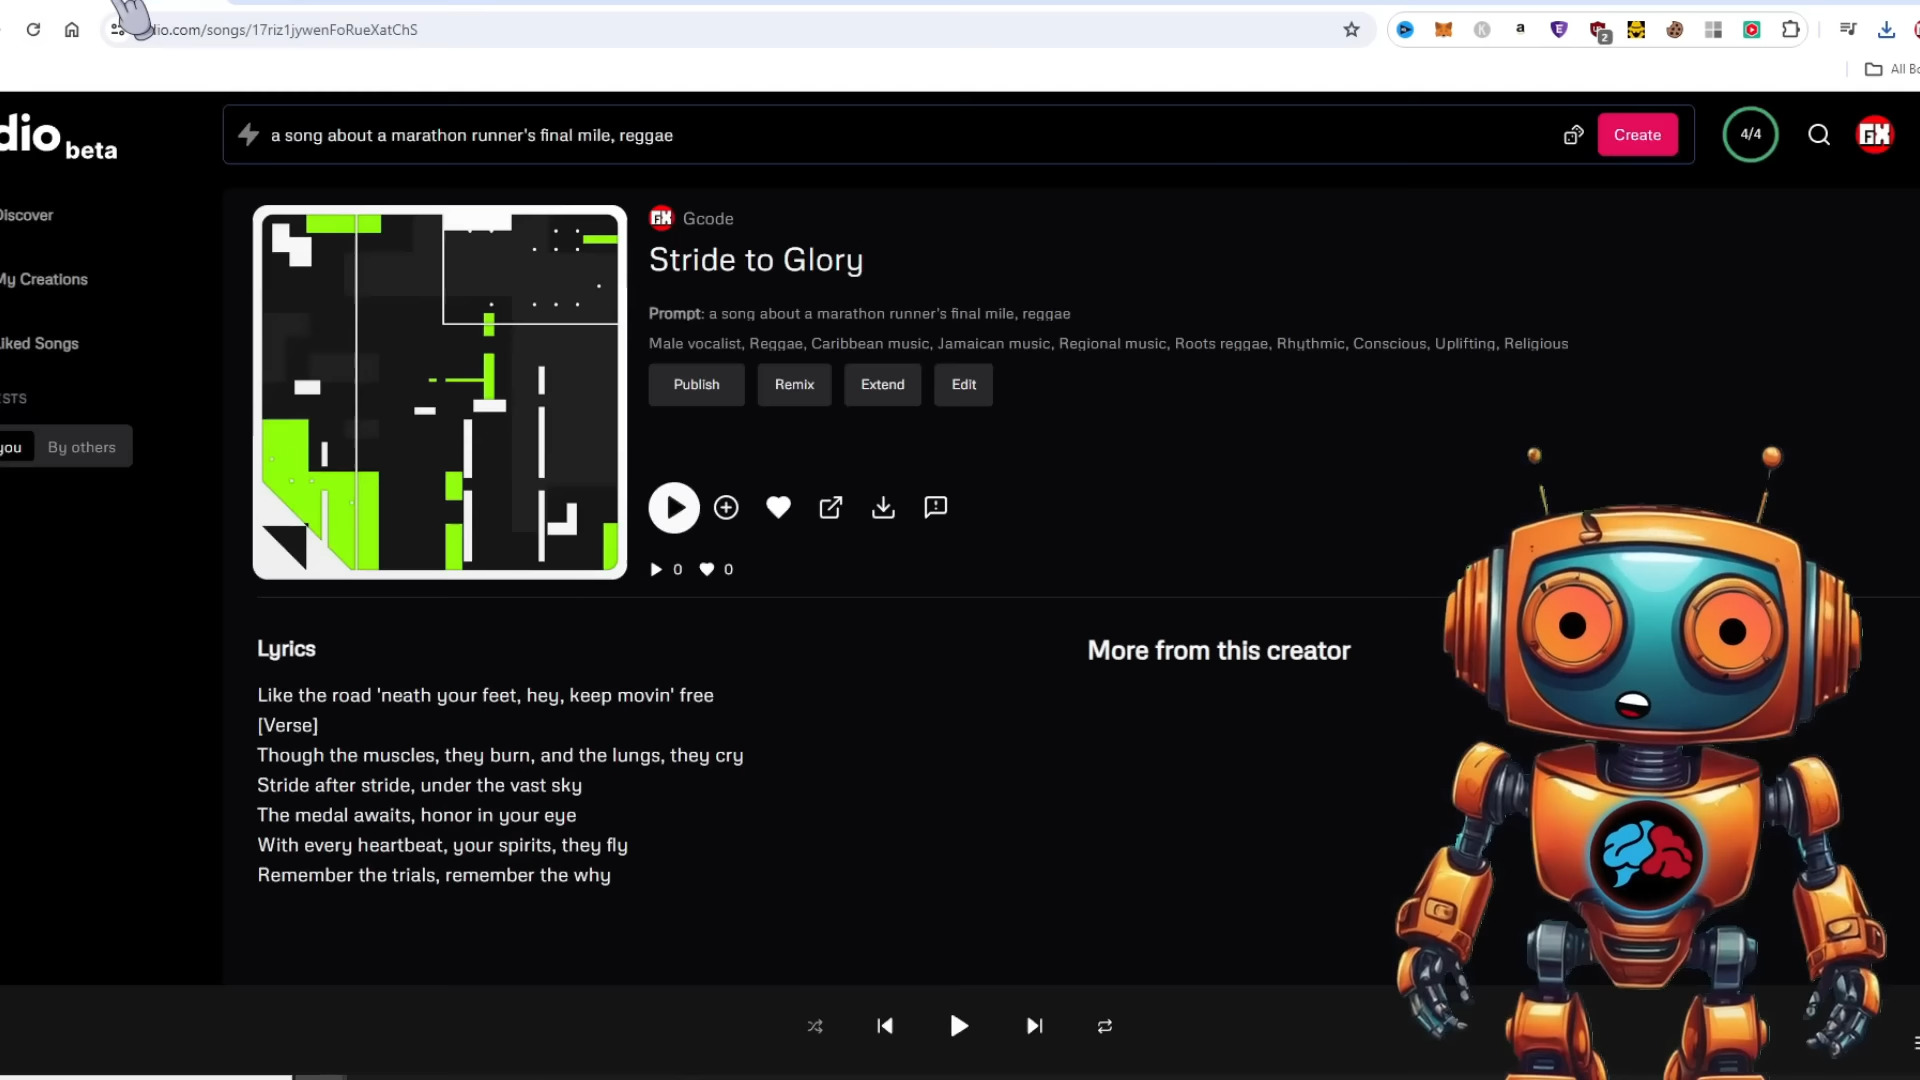 dio.com/songs/17riz1jywenFoRueXatChS
a
E
2
All Bo
dio beta
a song about a marathon runner's final mile, reggae
Create
4/4
FX
Discover
My Creations
Liked Songs
you
By others
FX Gcode
Stride to Glory
Prompt: a song about a marathon runner's final mile, reggae
Male vocalist, Reggae, Caribbean music, Jamaican music, Regional music, Roots reggae, Rhythmic, Conscious, Uplifting, Religious
Publish
Remix
Extend
Edit
0
0
Lyrics
Like the road 'neath your feet, hey, keep movin' free
[Verse]
Though the muscles, they burn, and the lungs, they cry
Stride after stride, under the vast sky
The medal awaits, honor in your eye
With every heartbeat, your spirits, they fly
Remember the trials, remember the why
More from this creator